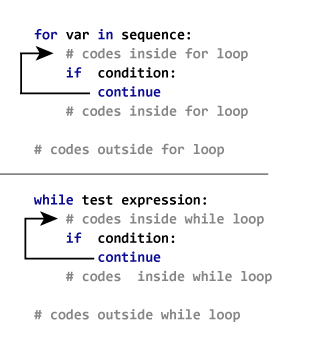 for var in sequence:
# codes inside for loop
if condition:
continue
# codes inside for loop
# codes outside for loop
while test expression:
# codes inside while loop
if condition:
continue
# codes inside while loop
# codes outside while loop